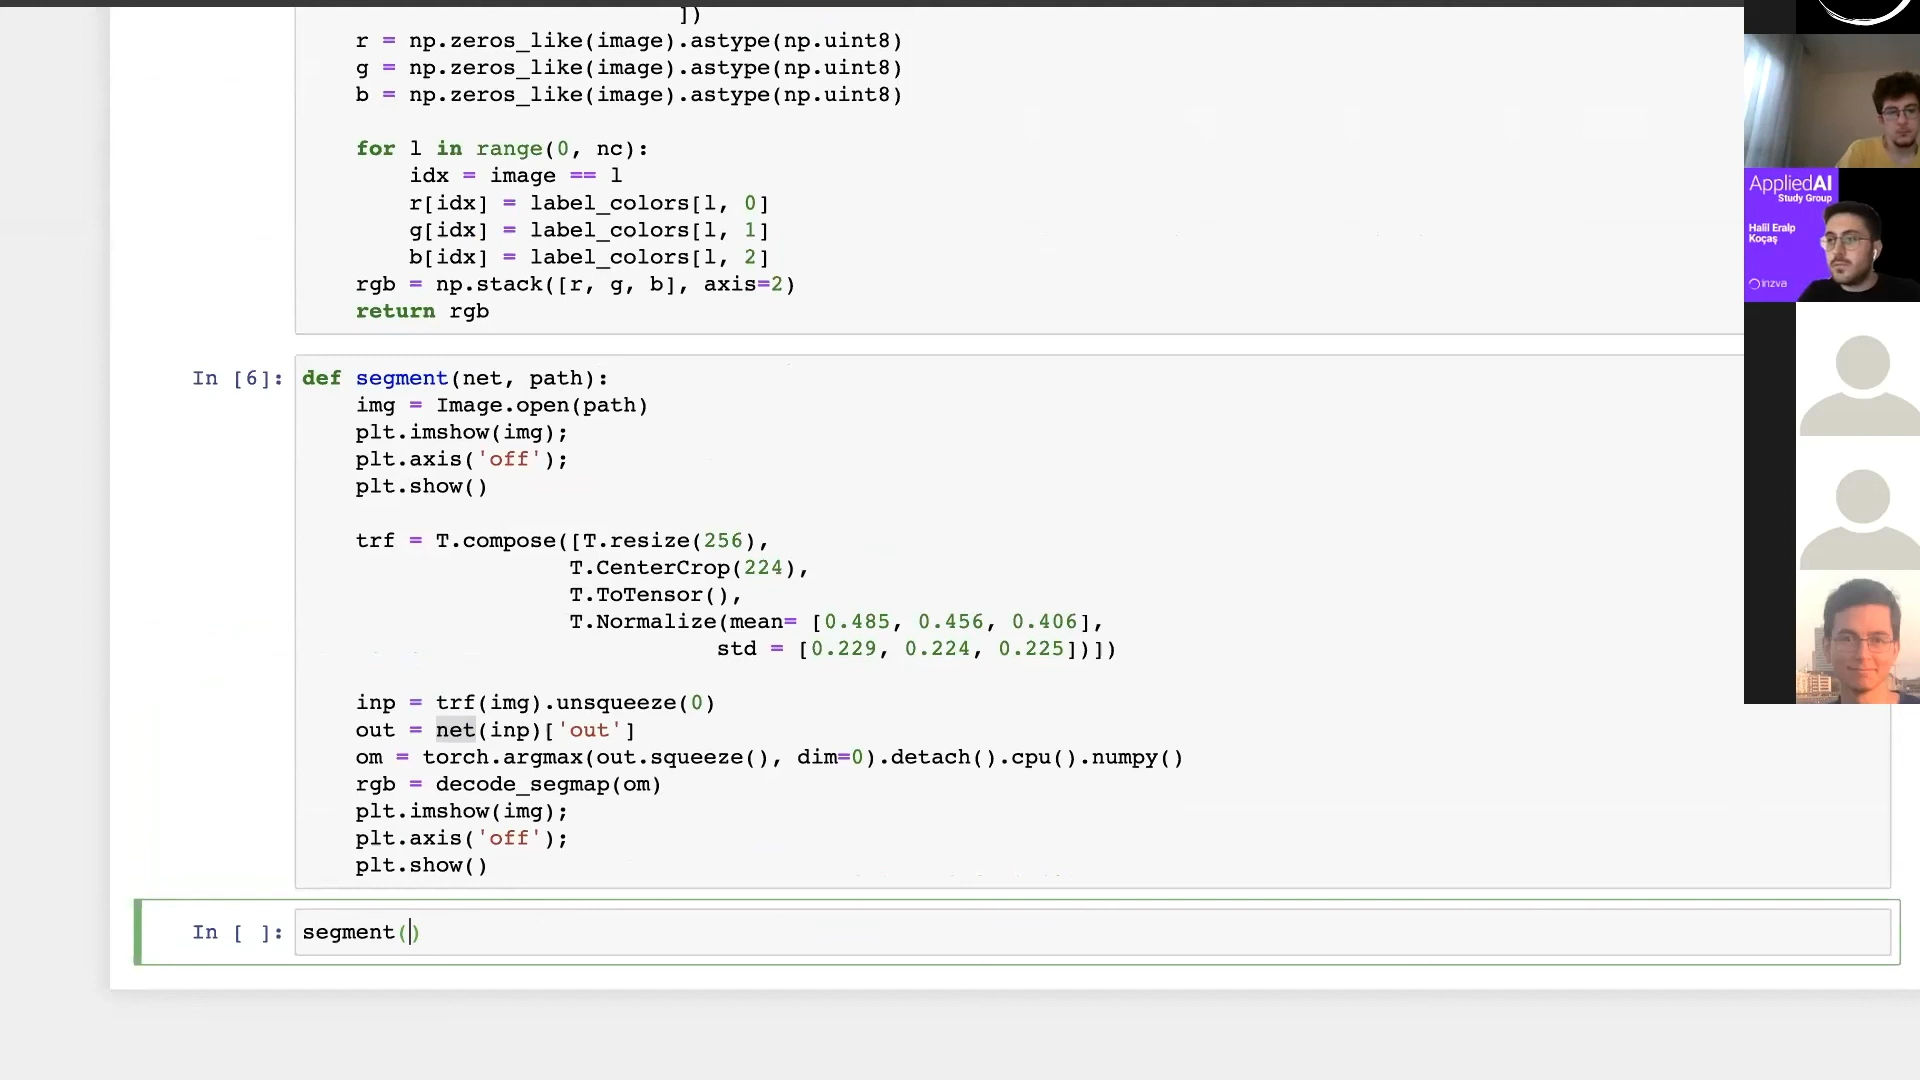 ])
r = np.zeros_like(image).astype(np.uint8)
g = np.zeros_like(image).astype(np.uint8)
b = np.zeros_like(image).astype(np.uint8)
for l in range(0, nc):
idx = image == l
r[idx] = label_colors[l, 0]
g[idx] = label_colors[l, 1]
b[idx] = label_colors[l, 2]
rgb = np.stack([r, g, b], axis=2)
return rgb
In [6]: def segment(net, path):
img = Image.open(path)
plt.imshow(img);
plt.axis('off');
plt.show()
trf = T.compose([T.resize(256),
T.CenterCrop(224),
T.ToTensor(),
T.Normalize(mean= [0.485, 0.456, 0.406],
std = [0.229, 0.224, 0.225])])
inp = trf(img).unsqueeze(0)
out = net(inp)['out']
om = torch.argmax(out.squeeze(), dim=0).detach().cpu().numpy()
rgb = decode_segmap(om)
plt.imshow(img);
plt.axis('off');
plt.show()
In [ ]: segment()
AppliedAI
Study Group
Halil Eralp
Koçaş
inzva